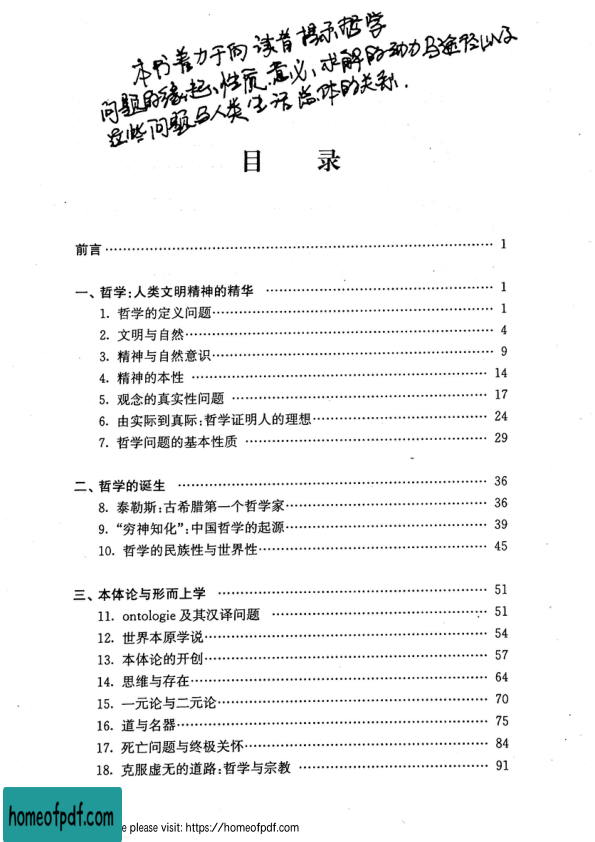 本书着力于向读者揭示哲学
问题的缘起、性质、意义、求解的动力与途径以及
这些问题与人类生活总体的关系.
目 录
前言 1
一、哲学:人类文明精神的精华 1
1. 哲学的定义问题 1
2. 文明与自然 4
3. 精神与自然意识 9
4. 精神的本性 14
5. 观念的真实性问题 17
6. 由实际到真际:哲学证明人的理想 24
7. 哲学问题的基本性质 29
二、哲学的诞生 36
8. 泰勒斯:古希腊第一个哲学家 36
9. “穷神知化”:中国哲学的起源 39
10. 哲学的民族性与世界性 45
三、本体论与形而上学 51
11. ontologie及其汉译问题 51
12. 世界本原学说 54
13. 本体论的开创 57
14. 思维与存在 64
15. 一元论与二元论 70
16. 道与名器 75
17. 死亡问题与终极关怀 84
18. 克服虚无的道路:哲学与宗教 91
homeofpdf.com
e please visit: https://homeofpdf.com